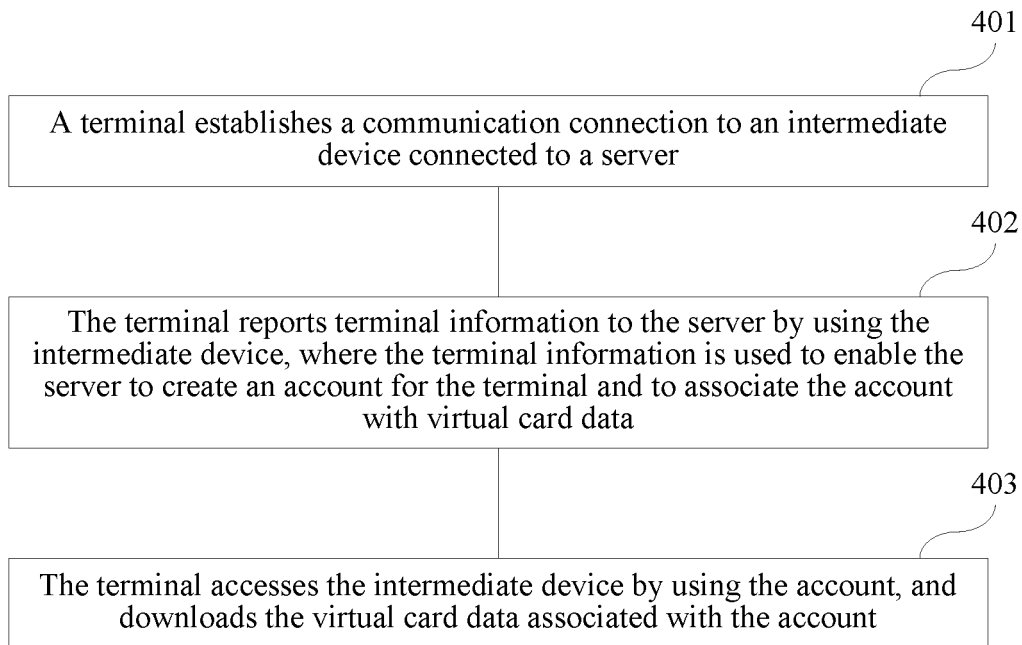 401
A terminal establishes a communication connection to an intermediate
device connected to a server
402
The terminal reports terminal information to the server by using the
intermediate device, where the terminal information is used to enable the
server to create an account for the terminal and to associate the account
with virtual card data
403
The terminal accesses the intermediate device by using the account, and
downloads the virtual card data associated with the account